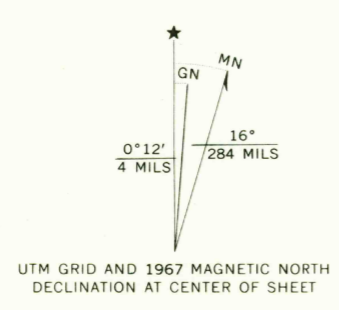 ★
GN
MN
0°12'
4 MILS
16°
284 MILS
UTM GRID AND 1967 MAGNETIC NORTH
DECLINATION AT CENTER OF SHEET